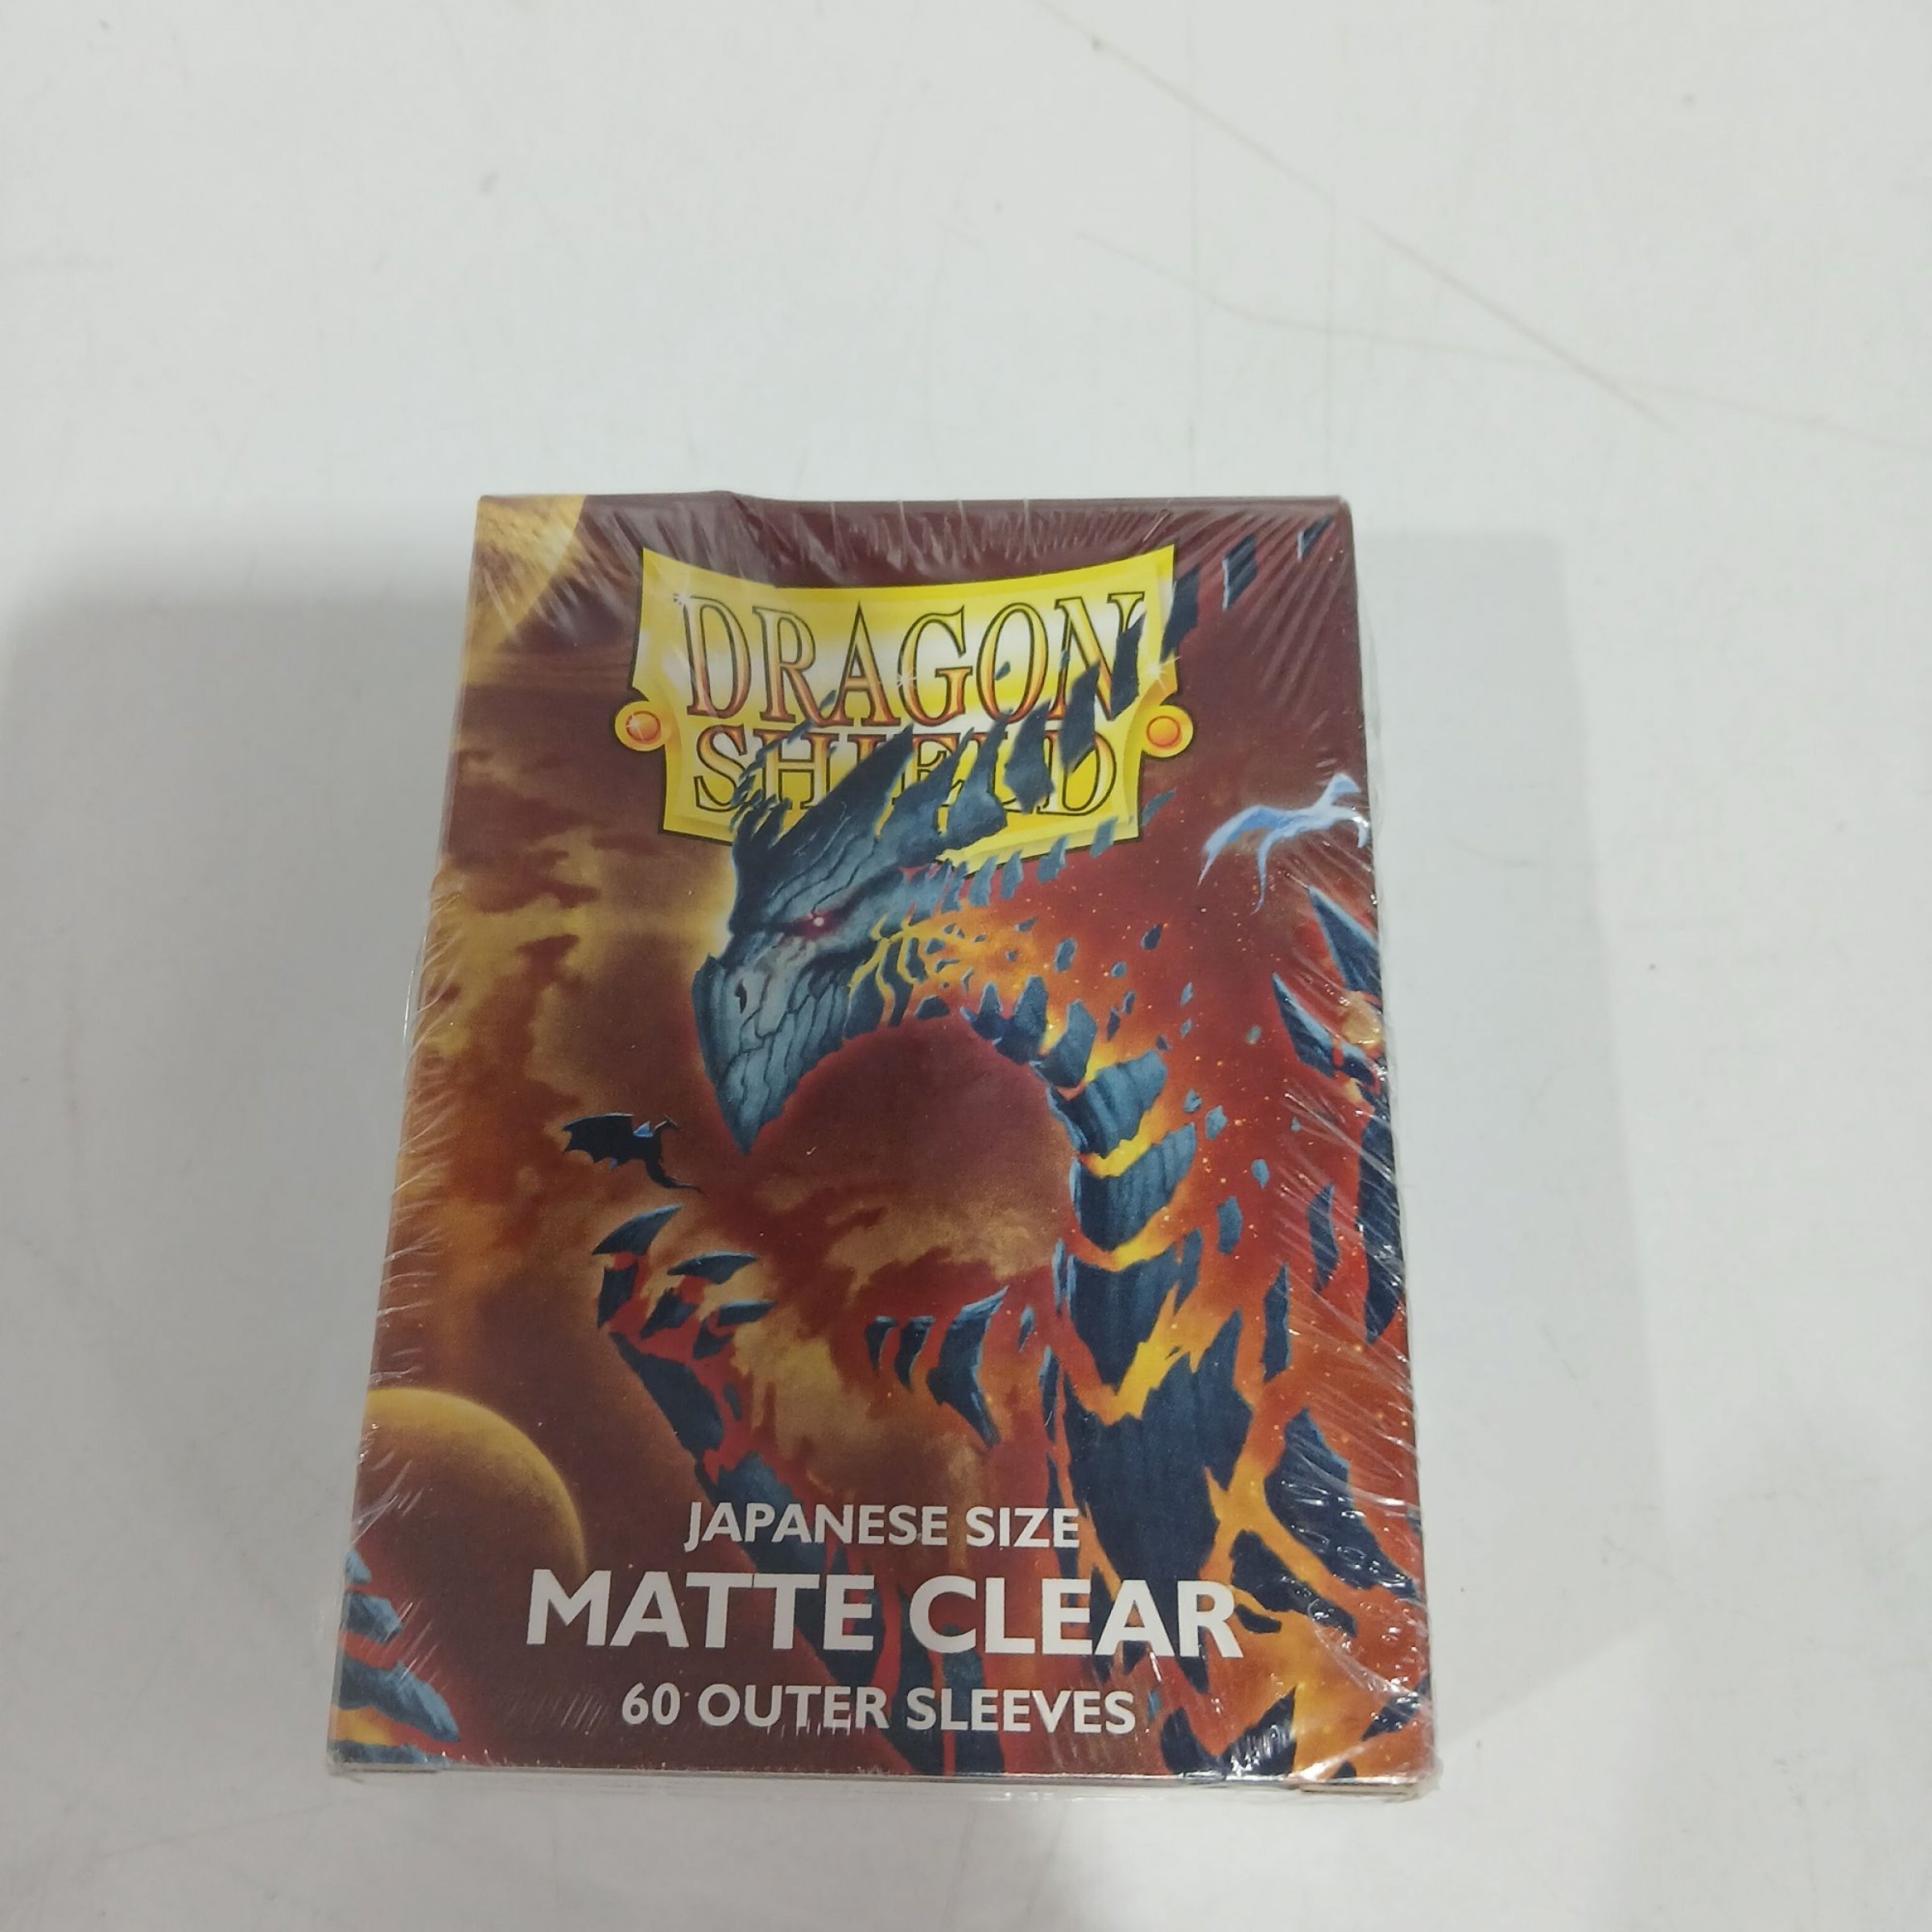 DRAGON
SHIELD
JAPANESE SIZE
MATTE CLEAR
60 OUTER SLEEVES